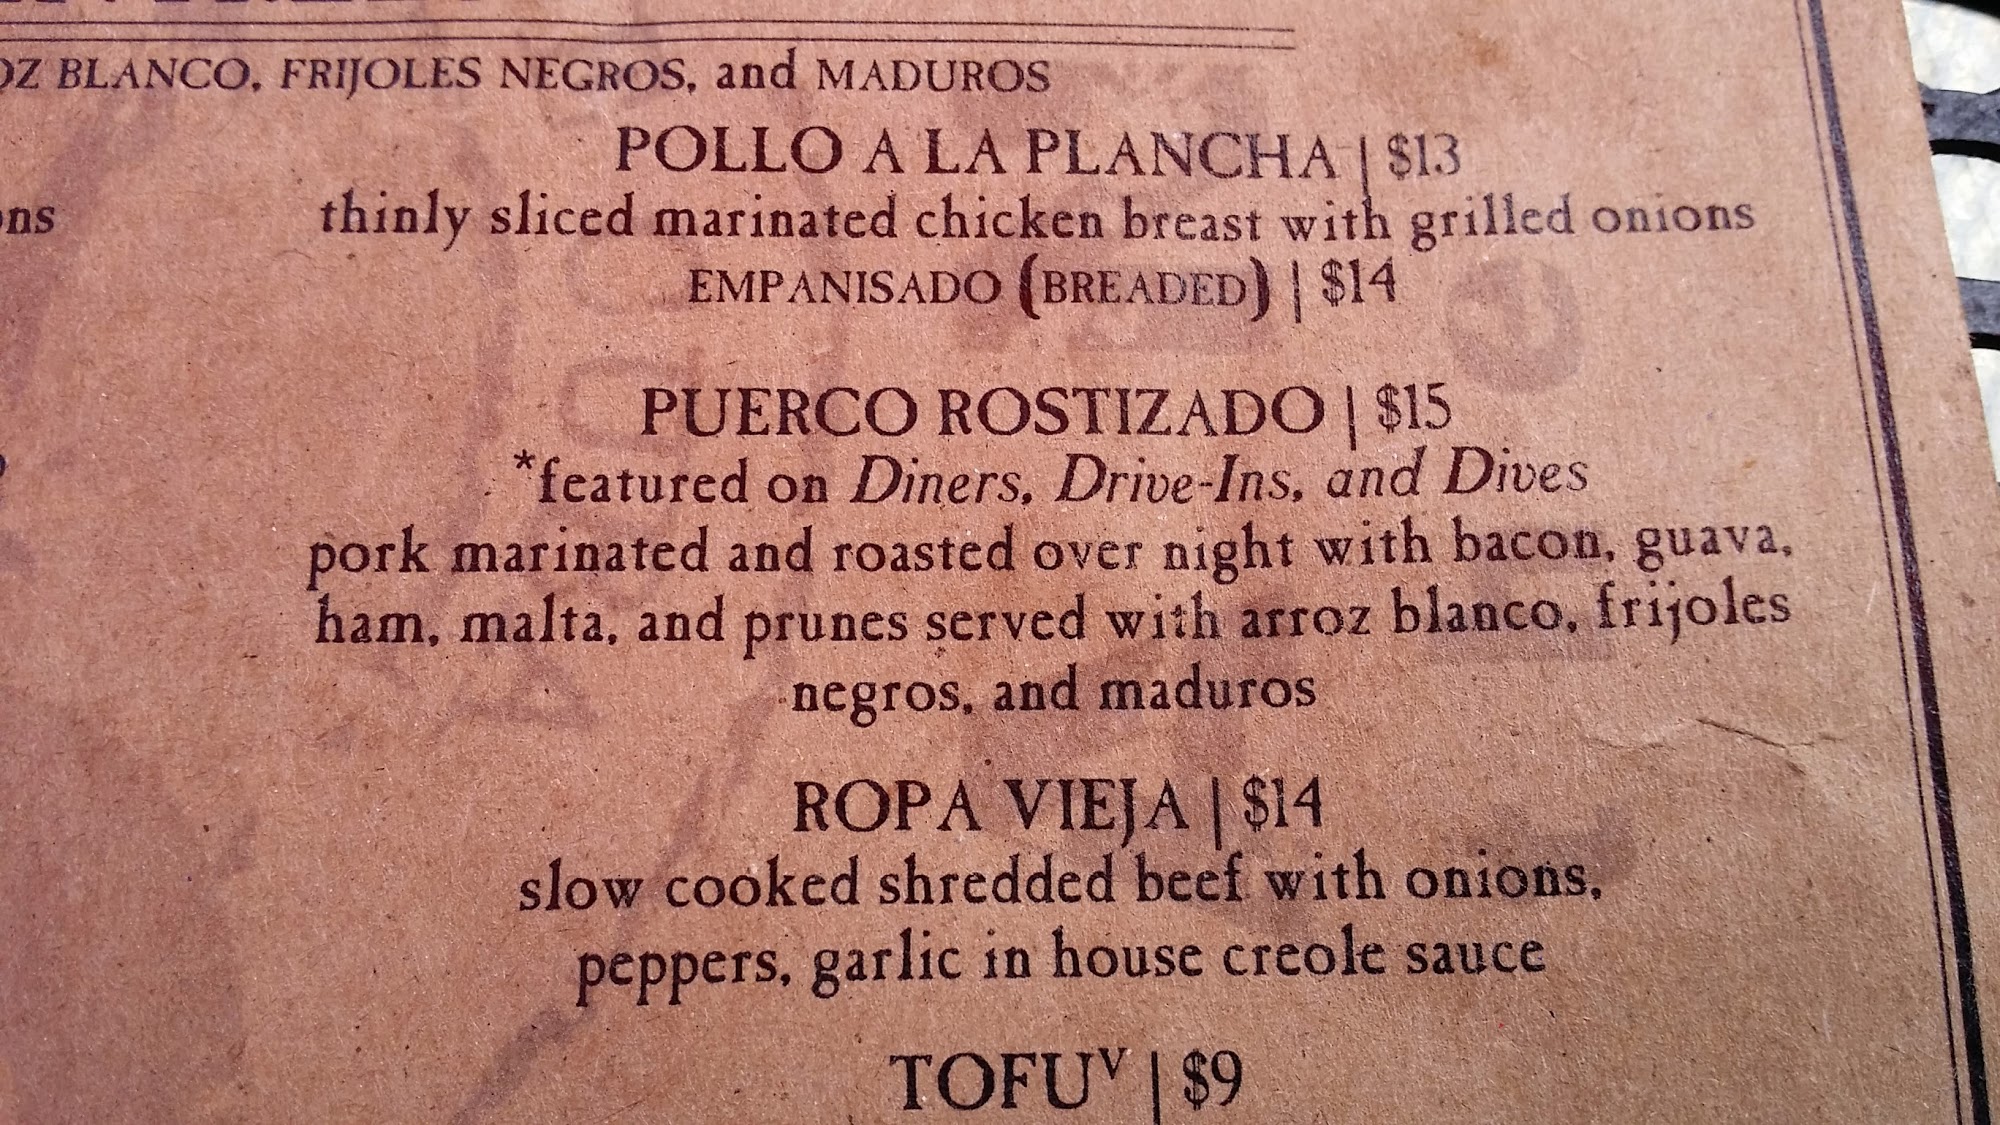 BLANCO, FRIJOLES NEGROS, and MADUROS
POLLO A LA PLANCHA | $13
thinly sliced marinated chicken breast with grilled onions
EMPANISADO (BREADED) | $14
PUERCO ROSTIZADO | $15
*featured on Diners, Drive-Ins, and Dives
pork marinated and roasted over night with bacon, guava,
ham, malta, and prunes served with arroz blanco, frijoles
negros, and maduros
ROPA VIEJA | $14
slow cooked shredded beef with onions,
peppers, garlic in house creole sauce
TOFUⱽ | $9